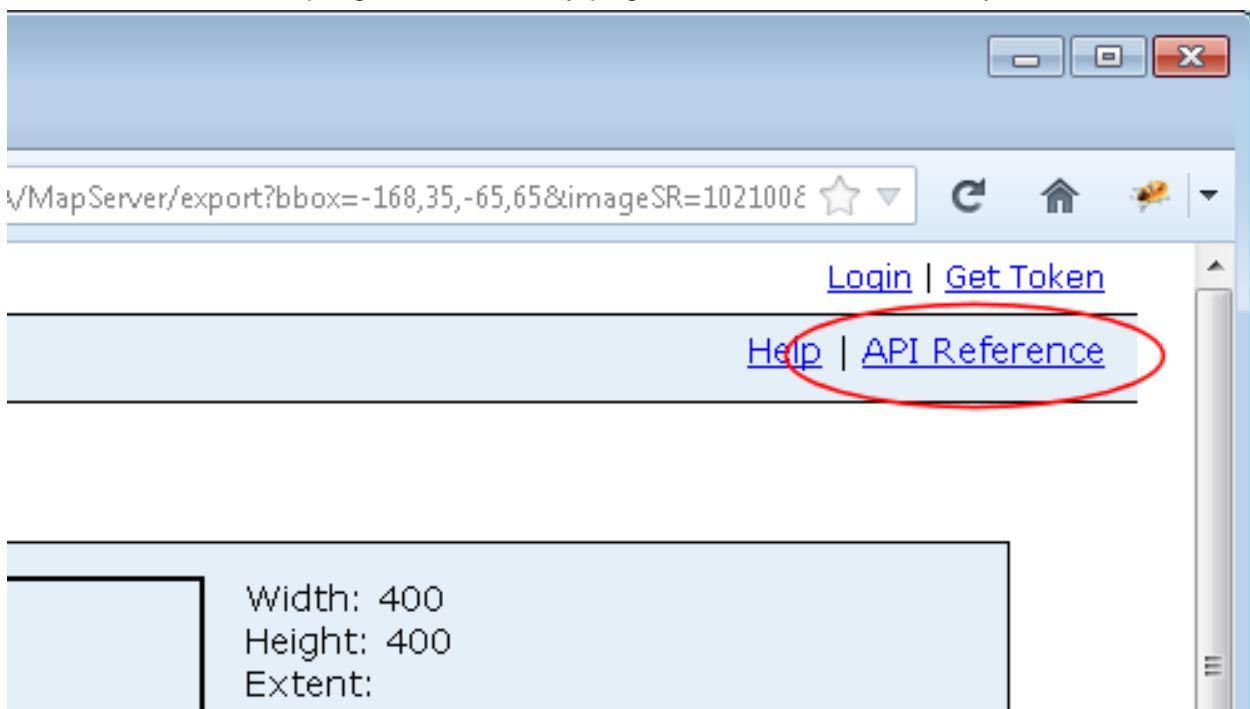 /MapServer/export?bbox=-168,35,-65,65&imageSR=102100&
Login | Get Token
Help | API Reference
Width: 400
Height: 400
Extent: